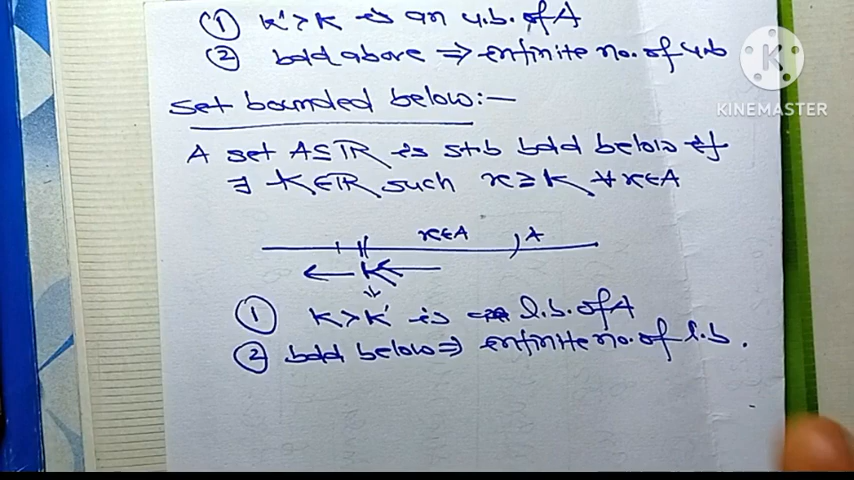 ① K'>K is an u.b. of A
② bdd above ⇒ infinite no. of u.b
KINEMASTER
Set bounded below:-
A set A⊆ℝ is s.t.b bdd below if
∃ K∈ℝ such x≥K ∀ x∈A
x∈A A
K
① K>K' is l.b. of A
② bdd below ⇒ infinite no. of l.b.